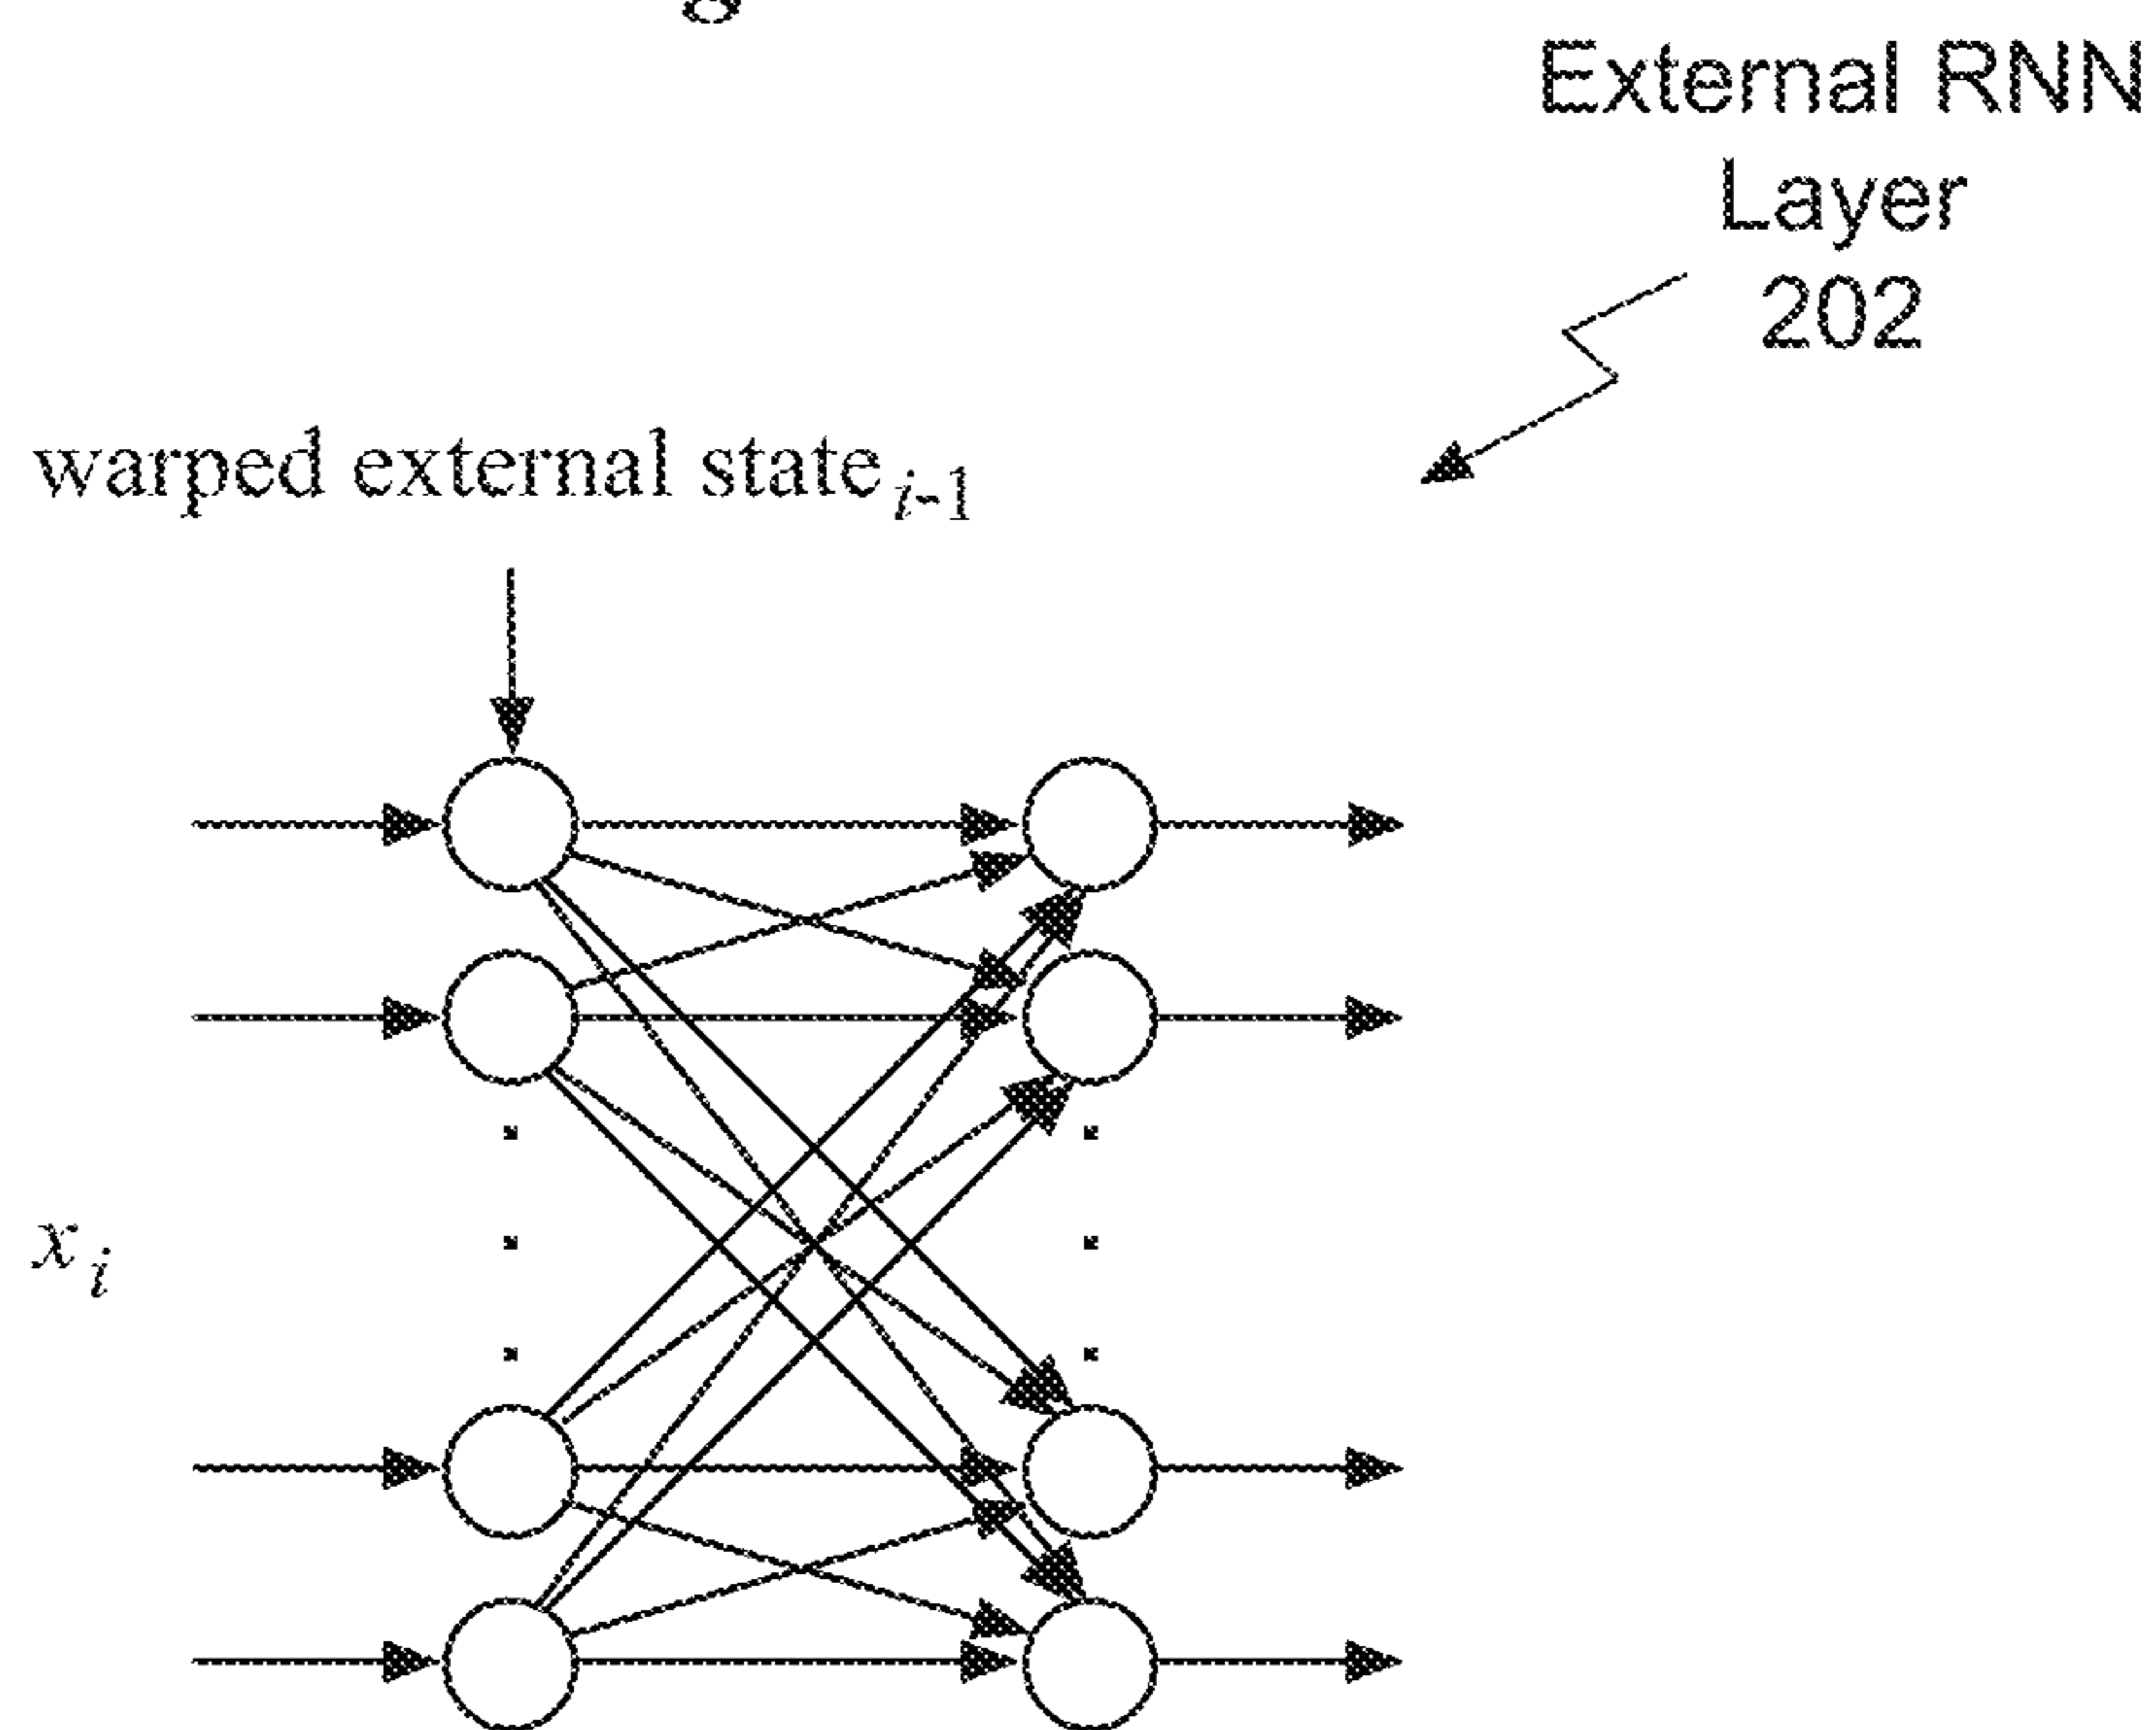 External RNN
Layer
202
warped external state i-1
x i